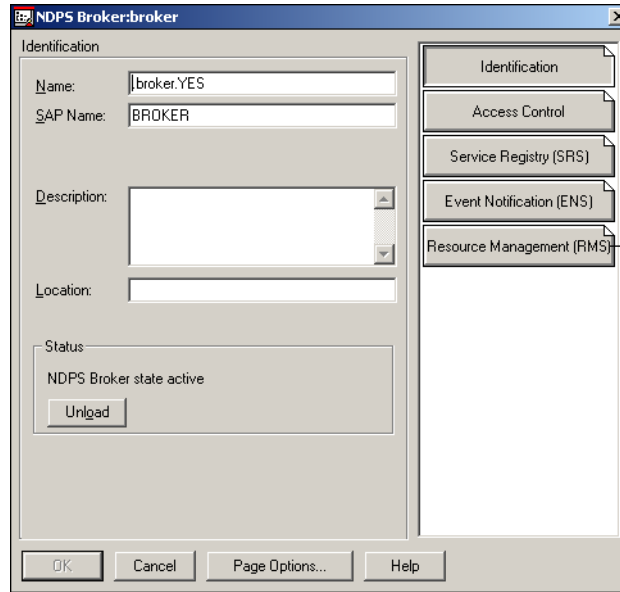 NDPS Broker:broker
Identification
Name:
.broker.YES
SAP Name:
BROKER
Description:
Location:
Status
NDPS Broker state active
Unload
Identification
Access Control
Service Registry (SRS)
Event Notification (ENS)
Resource Management (RMS)
OK
Cancel
Page Options...
Help